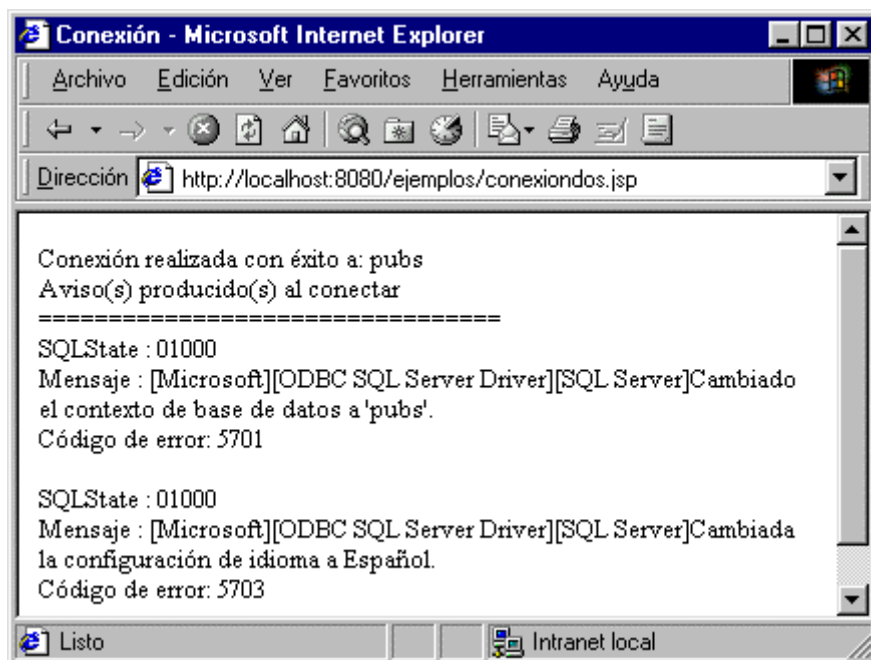 Conexión - Microsoft Internet Explorer
Archivo Edición Ver Favoritos Herramientas Ayuda
Dirección http://localhost:8080/ejemplos/conexiondos.jsp
Conexión realizada con éxito a: pubs
Aviso(s) producido(s) al conectar
=================================
SQLState : 01000
Mensaje : [Microsoft][ODBC SQL Server Driver][SQL Server]Cambiado
el contexto de base de datos a 'pubs'.
Código de error: 5701
SQLState : 01000
Mensaje : [Microsoft][ODBC SQL Server Driver][SQL Server]Cambiada
la configuración de idioma a Español.
Código de error: 5703
Listo Intranet local